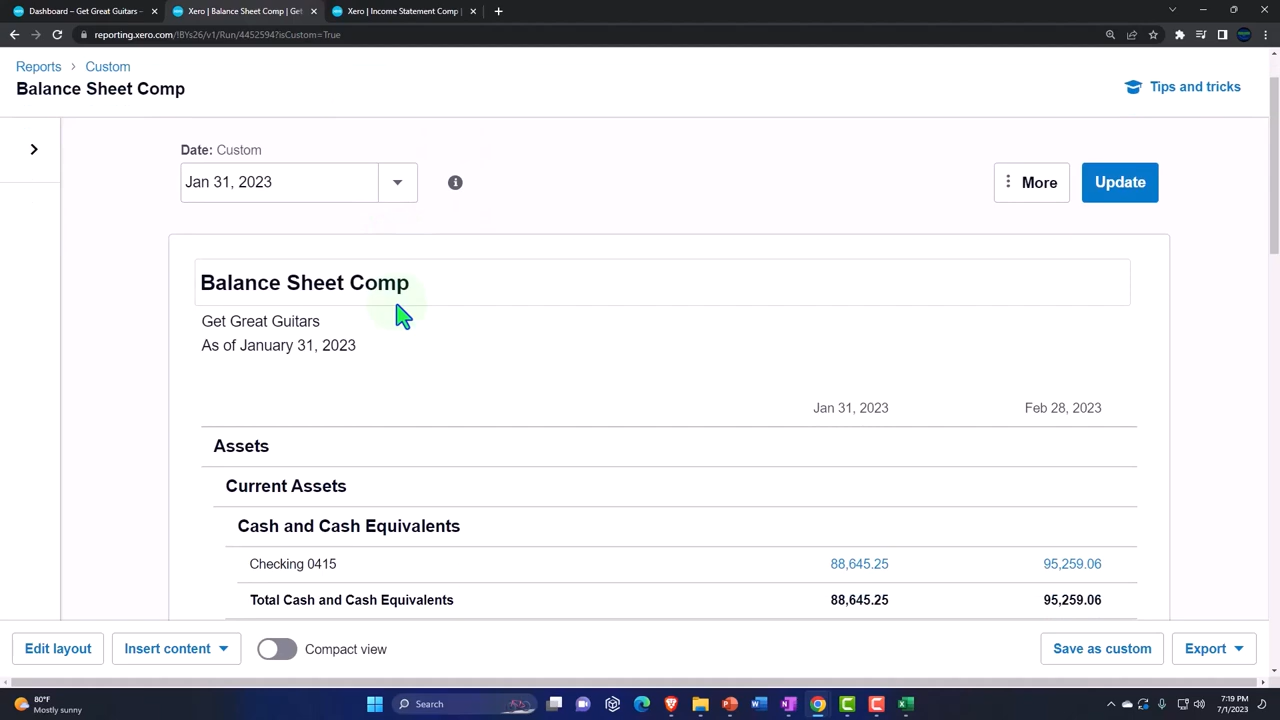 Dashboard – Get Great Guitars –
Xero | Balance Sheet Comp | Get
Xero | Income Statement Comp |
reporting.xero.com/!BYs26/v1/Run/4452594?isCustom=True
Reports > Custom
Balance Sheet Comp
Tips and tricks
Date: Custom
Jan 31, 2023
More
Update
Balance Sheet Comp
Get Great Guitars
As of January 31, 2023
Jan 31, 2023 Feb 28, 2023
Assets
Current Assets
Cash and Cash Equivalents
Checking 0415 88,645.25 95,259.06
Total Cash and Cash Equivalents 88,645.25 95,259.06
Edit layout Insert content Compact view Save as custom Export
80°F
Mostly sunny
Search
7:19 PM
7/1/2023